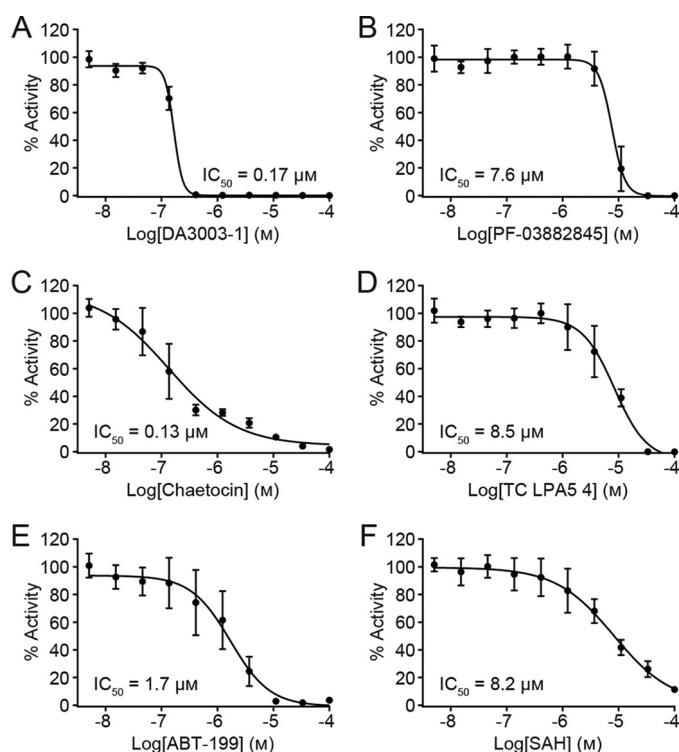 A
120
100
80
60
40
20
0
% Activity
IC50 = 0.17 μM
-8 -7 -6 -5 -4
Log[DA3003-1] (M)
B
120
100
80
60
40
20
0
% Activity
IC50 = 7.6 μM
-8 -7 -6 -5 -4
Log[PF-03882845] (M)
C
120
100
80
60
40
20
0
% Activity
IC50 = 0.13 μM
-8 -7 -6 -5 -4
Log[Chaetocin] (M)
D
120
100
80
60
40
20
0
% Activity
IC50 = 8.5 μM
-8 -7 -6 -5 -4
Log[TC LPA5 4] (M)
E
120
100
80
60
40
20
0
% Activity
IC50 = 1.7 μM
-8 -7 -6 -5 -4
Log[ABT-199] (M)
F
120
100
80
60
40
20
0
% Activity
IC50 = 8.2 μM
-8 -7 -6 -5 -4
Log[SAH] (M)